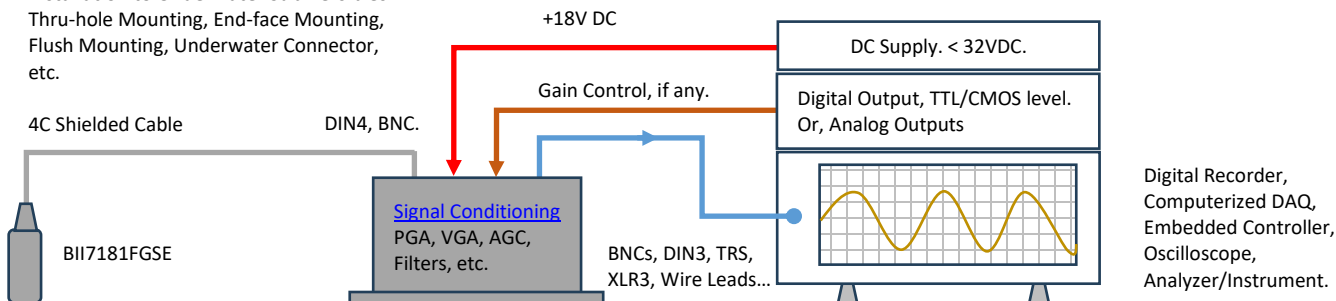 Thru-hole Mounting, End-face Mounting,
Flush Mounting, Underwater Connector,
etc.
+18V DC
DC Supply. < 32VDC.
Gain Control, if any.
Digital Output, TTL/CMOS level.
Or, Analog Outputs
4C Shielded Cable
DIN4, BNC.
Signal Conditioning
PGA, VGA, AGC,
Filters, etc.
BII7181FGSE
BNCs, DIN3, TRS,
XLR3, Wire Leads…
Digital Recorder,
Computerized DAQ,
Embedded Controller,
Oscilloscope,
Analyzer/Instrument.